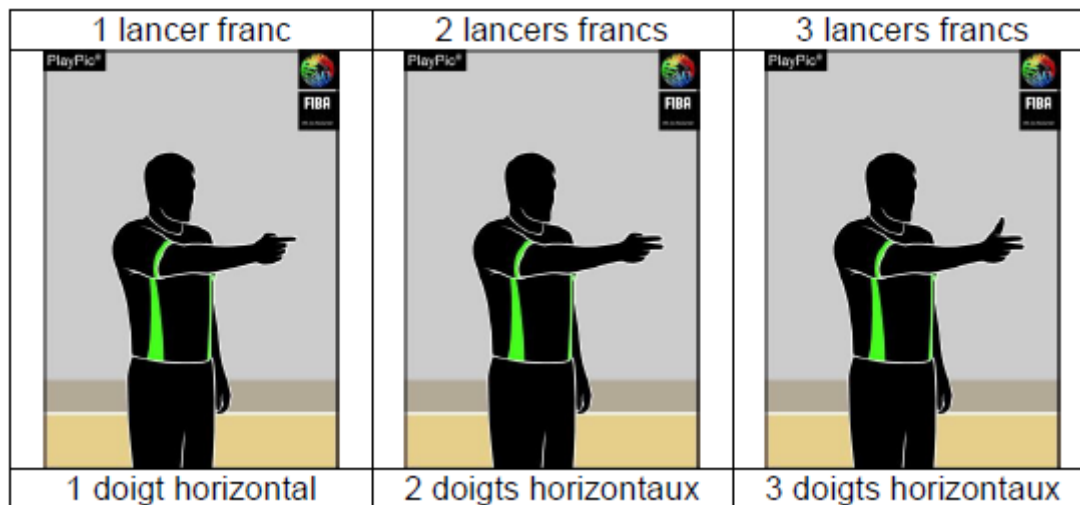 1 lancer franc
2 lancers francs
3 lancers francs
PlayPic®
FIBA
PlayPic®
FIBA
PlayPic®
FIBA
1 doigt horizontal
2 doigts horizontaux
3 doigts horizontaux